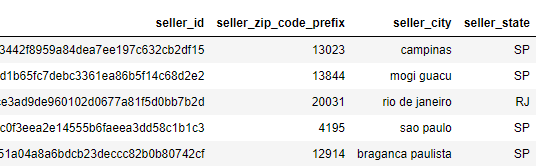 seller_id seller_zip_code_prefix seller_city seller_state
3442f8959a84dea7ee197c632cb2df15 13023 campinas SP
d1b65fc7debc3361ea86b5f14c68d2e2 13844 mogi guacu SP
ce3ad9de960102d0677a81f5d0bb7b2d 20031 rio de janeiro RJ
c0f3eea2e14555b6faeea3dd58c1b1c3 4195 sao paulo SP
51a04a8a6bdcb23deccc82b0b80742cf 12914 braganca paulista SP